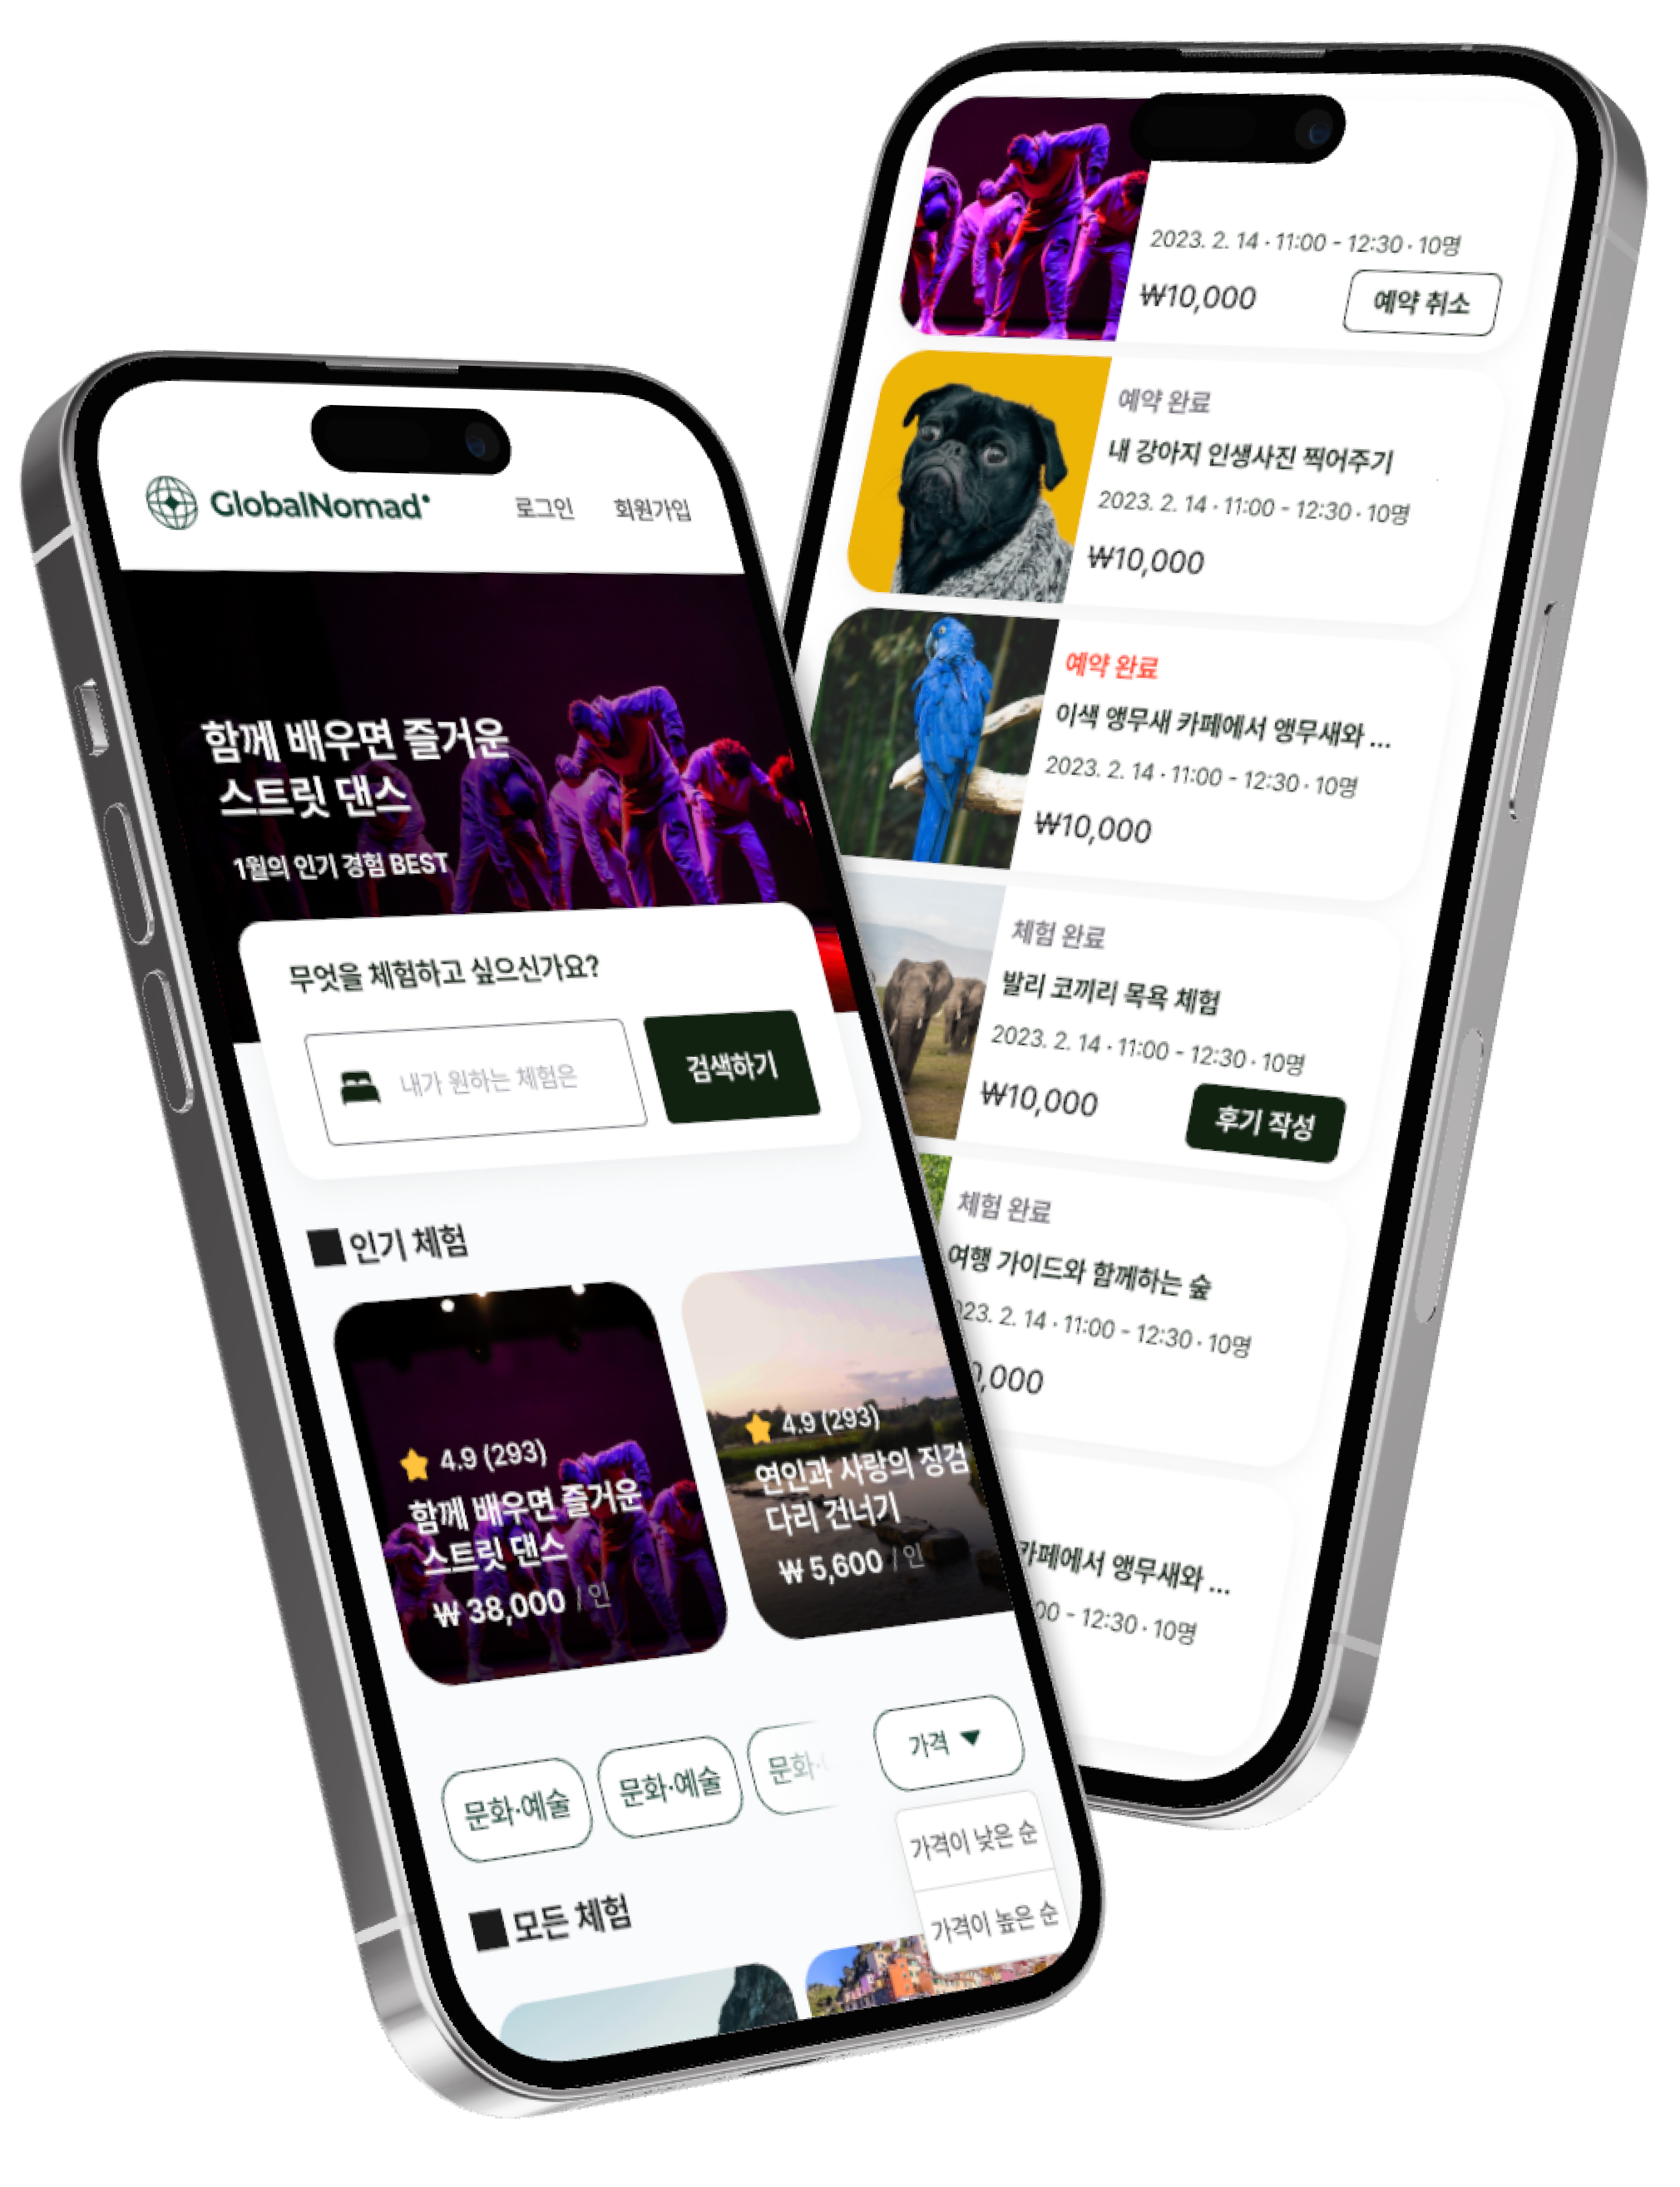 GlobalNomad
로그인
회원가입
함께 배우면 즐거운
스트릿 댄스
1월의 인기 경험 BEST
무엇을 체험하고 싶으신가요?
내가 원하는 체험은
검색하기
인기 체험
4.9 (293)
함께 배우면 즐거운
스트릿 댄스
₩ 38,000 / 인
4.9 (293)
연인과 사랑의 징검
다리 건너기
₩ 5,600 / 인
문화·예술
문화·예술
문화·
가격 ▼
가격이 낮은 순
가격이 높은 순
모든 체험
2023. 2. 14 · 11:00 - 12:30 · 10명
₩10,000
예약 취소
예약 완료
내 강아지 인생사진 찍어주기
2023. 2. 14 · 11:00 - 12:30 · 10명
₩10,000
예약 완료
이색 앵무새 카페에서 앵무새와 ...
2023. 2. 14 · 11:00 - 12:30 · 10명
₩10,000
체험 완료
발리 코끼리 목욕 체험
2023. 2. 14 · 11:00 - 12:30 · 10명
₩10,000
후기 작성
체험 완료
여행 가이드와 함께하는 숲
23. 2. 14 · 11:00 - 12:30 · 10명
0,000
카페에서 앵무새와 ...
00 - 12:30 · 10명